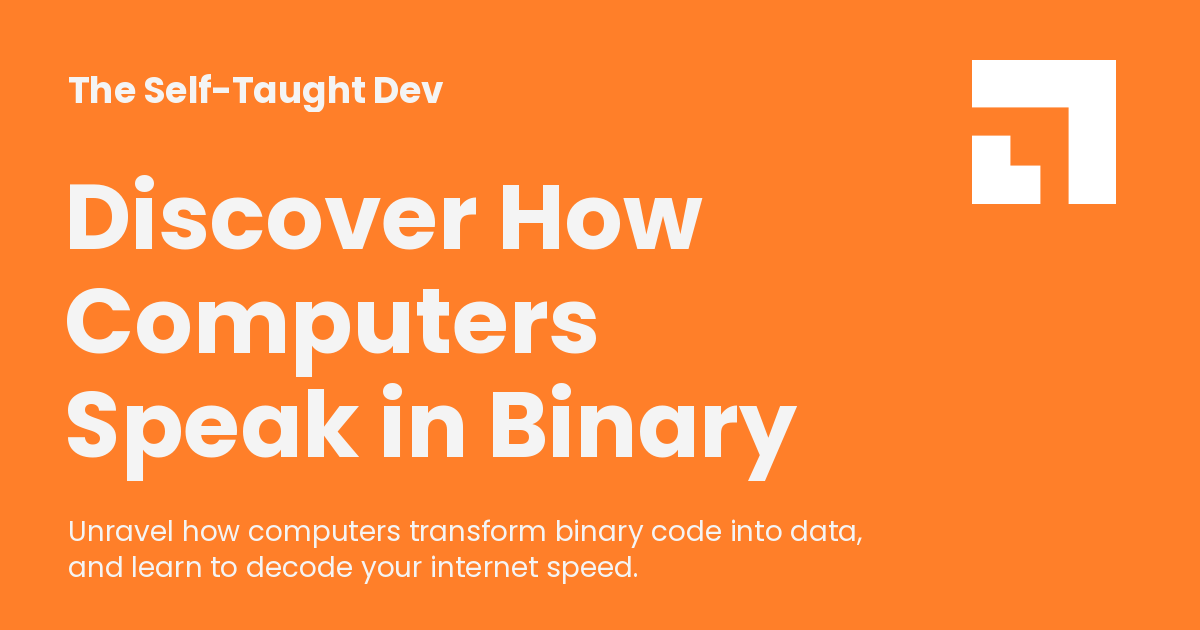 The Self-Taught Dev
Discover How
Computers
Speak in Binary
Unravel how computers transform binary code into data,
and learn to decode your internet speed.